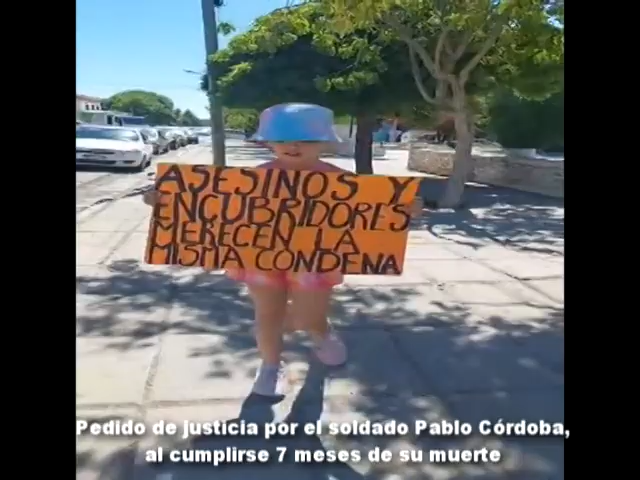 ASESINOS Y
ENCUBRIDORES
MERECEN LA
MISMA CONDENA
Pedido de justicia por el soldado Pablo Córdoba,
al cumplirse 7 meses de su muerte